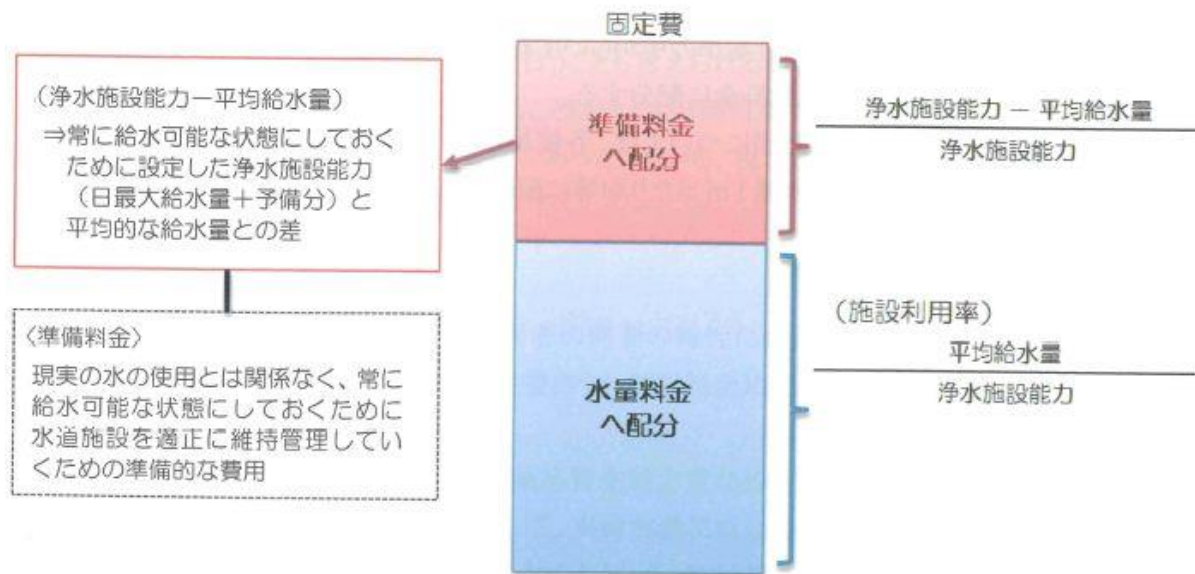 固定費
（浄水施設能力－平均給水量）
⇒常に給水可能な状態にしておく
ために設定した浄水施設能力
（日最大給水量＋予備分）と
平均的な給水量との差
〈準備料金〉
現実の水の使用とは関係なく、常に
給水可能な状態にしておくために
水道施設を適正に維持管理してい
くための準備的な費用
準備料金
へ配分
水量料金
へ配分
浄水施設能力 － 平均給水量
浄水施設能力
（施設利用率）
平均給水量
浄水施設能力